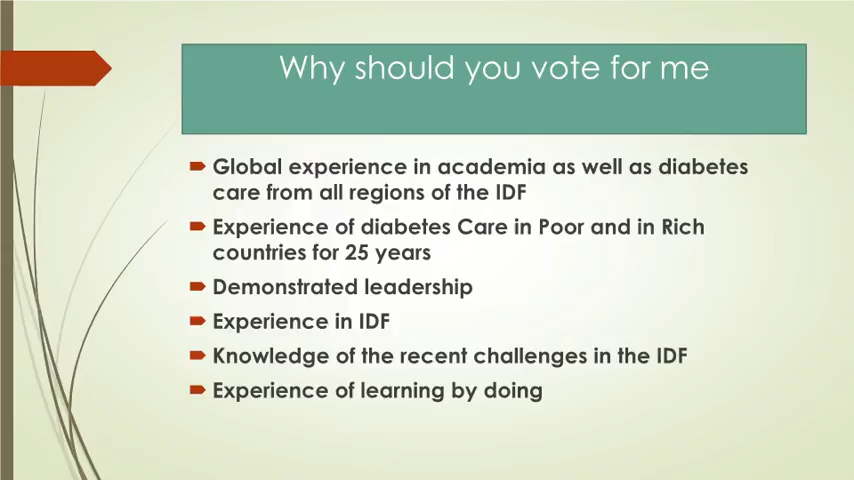 Why should you vote for me
Global experience in academia as well as diabetes
care from all regions of the IDF
Experience of diabetes Care in Poor and in Rich
countries for 25 years
Demonstrated leadership
Experience in IDF
Knowledge of the recent challenges in the IDF
Experience of learning by doing